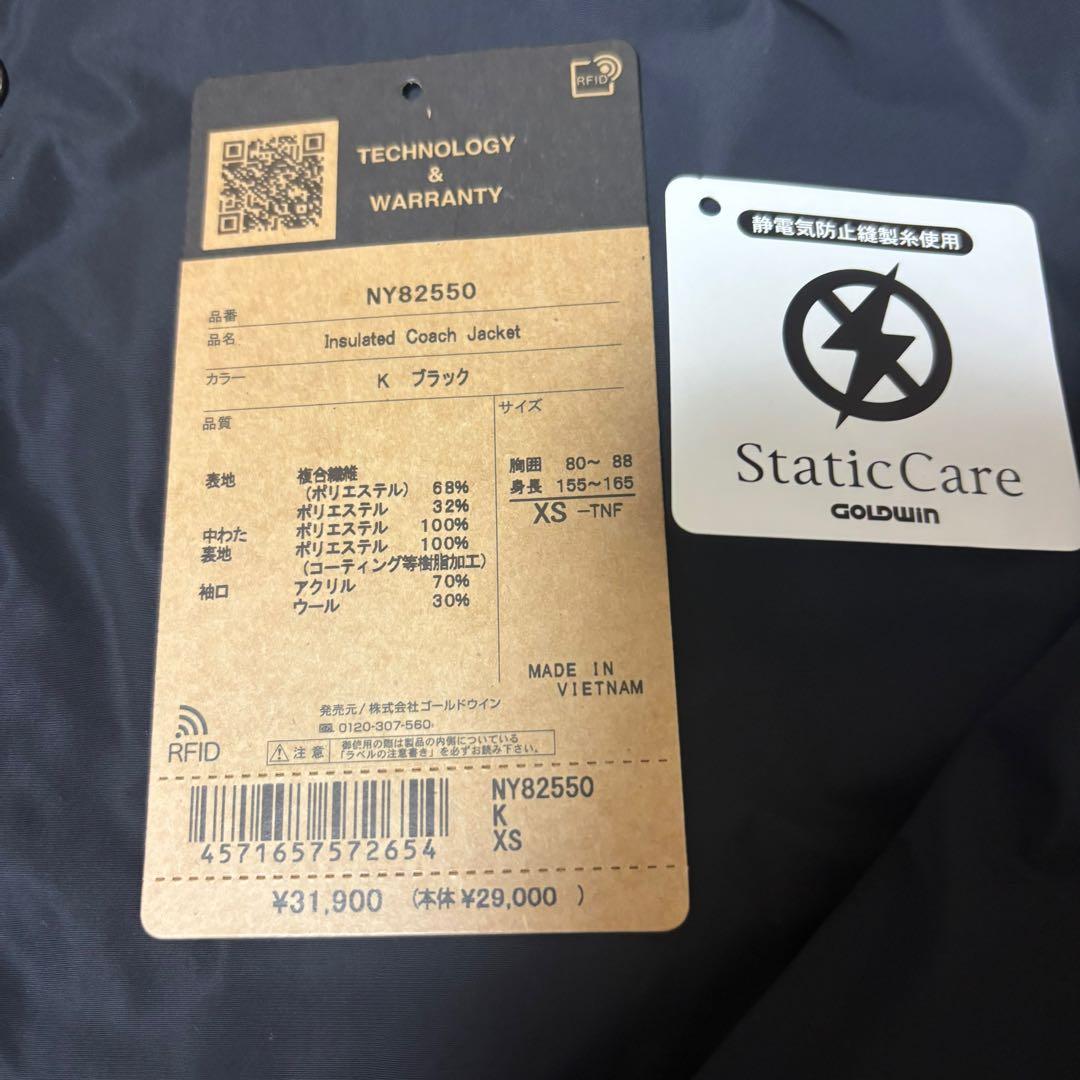 RFID
TECHNOLOGY
&
WARRANTY
品番 NY82550
品名 Insulated Coach Jacket
カラー K ブラック
品質
表地 複合繊維
(ポリエステル) 68%
ポリエステル 32%
中わた ポリエステル 100%
裏地 ポリエステル 100%
(コーティング等樹脂加工)
袖口 アクリル 70%
ウール 30%
サイズ
胸囲 80~ 88
身長 155~165
XS -TNF
MADE IN
VIETNAM
発売元/株式会社ゴールドウイン
0120-307-560
RFID
注意 御使用の際は製品の内側についている
「ラベルの注意書き」を必ずお読み下さい。
4571657572654
NY82550
K
XS
¥31,900 (本体 ¥29,000 )
静電気防止縫製糸使用
StaticCare
GOLDWIN